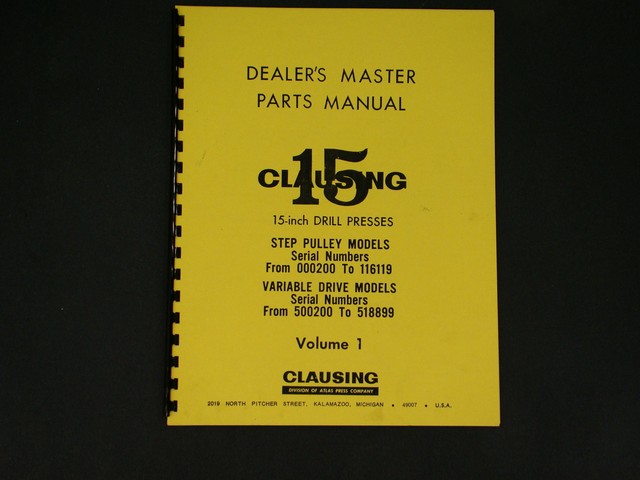 DEALER'S MASTER
PARTS MANUAL
CLAUSING
15
15-inch DRILL PRESSES
STEP PULLEY MODELS
Serial Numbers
From 000200 To 116119
VARIABLE DRIVE MODELS
Serial Numbers
From 500200 To 518899
Volume 1
CLAUSING
DIVISION OF ATLAS PRESS COMPANY
2019 NORTH PITCHER STREET, KALAMAZOO, MICHIGAN • 49007 • U.S.A.